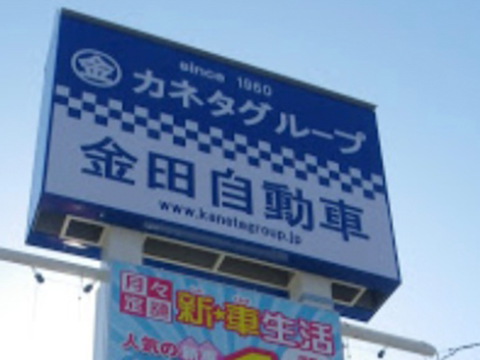 since 1960
金 カネタグループ
金田自動車
www.kanetagroup.jp
月々定額 新★車生活
人気の